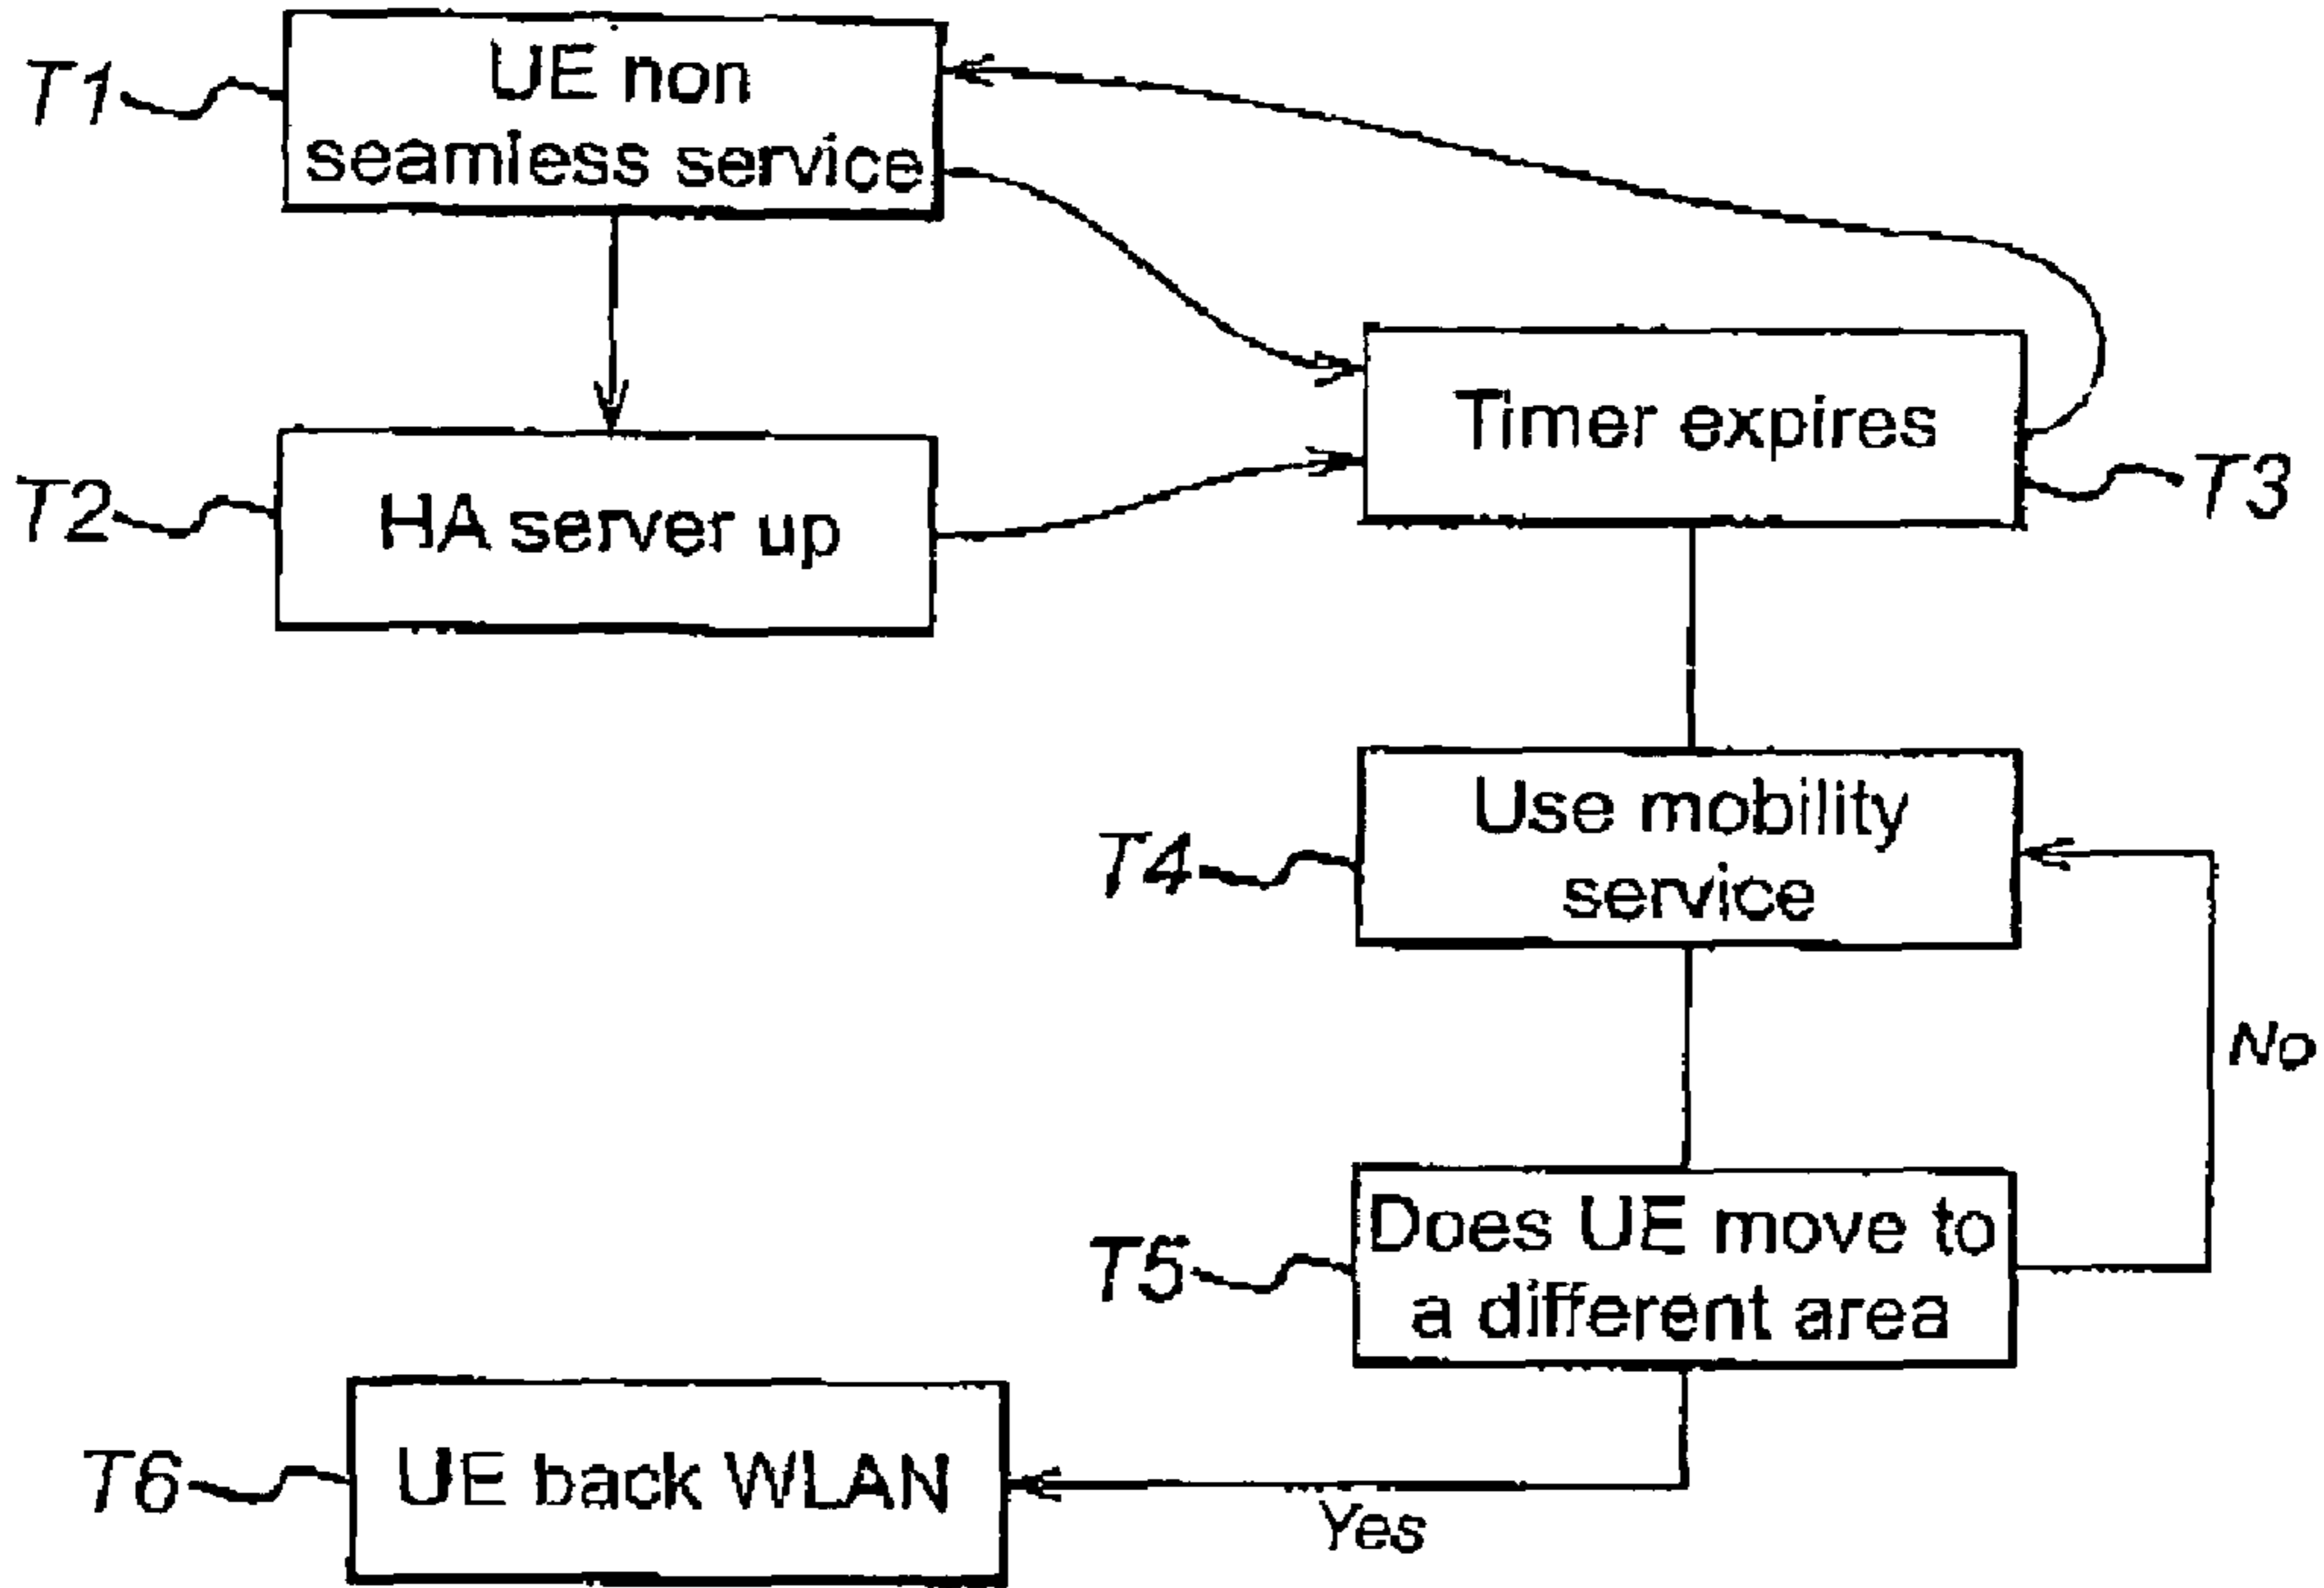 T1
UE non
seamless service
T2
HA server up
Timer expires
T3
T4
Use mobility
service
No
T5
Does UE move to
a different area
T6
UE back WLAN
Yes